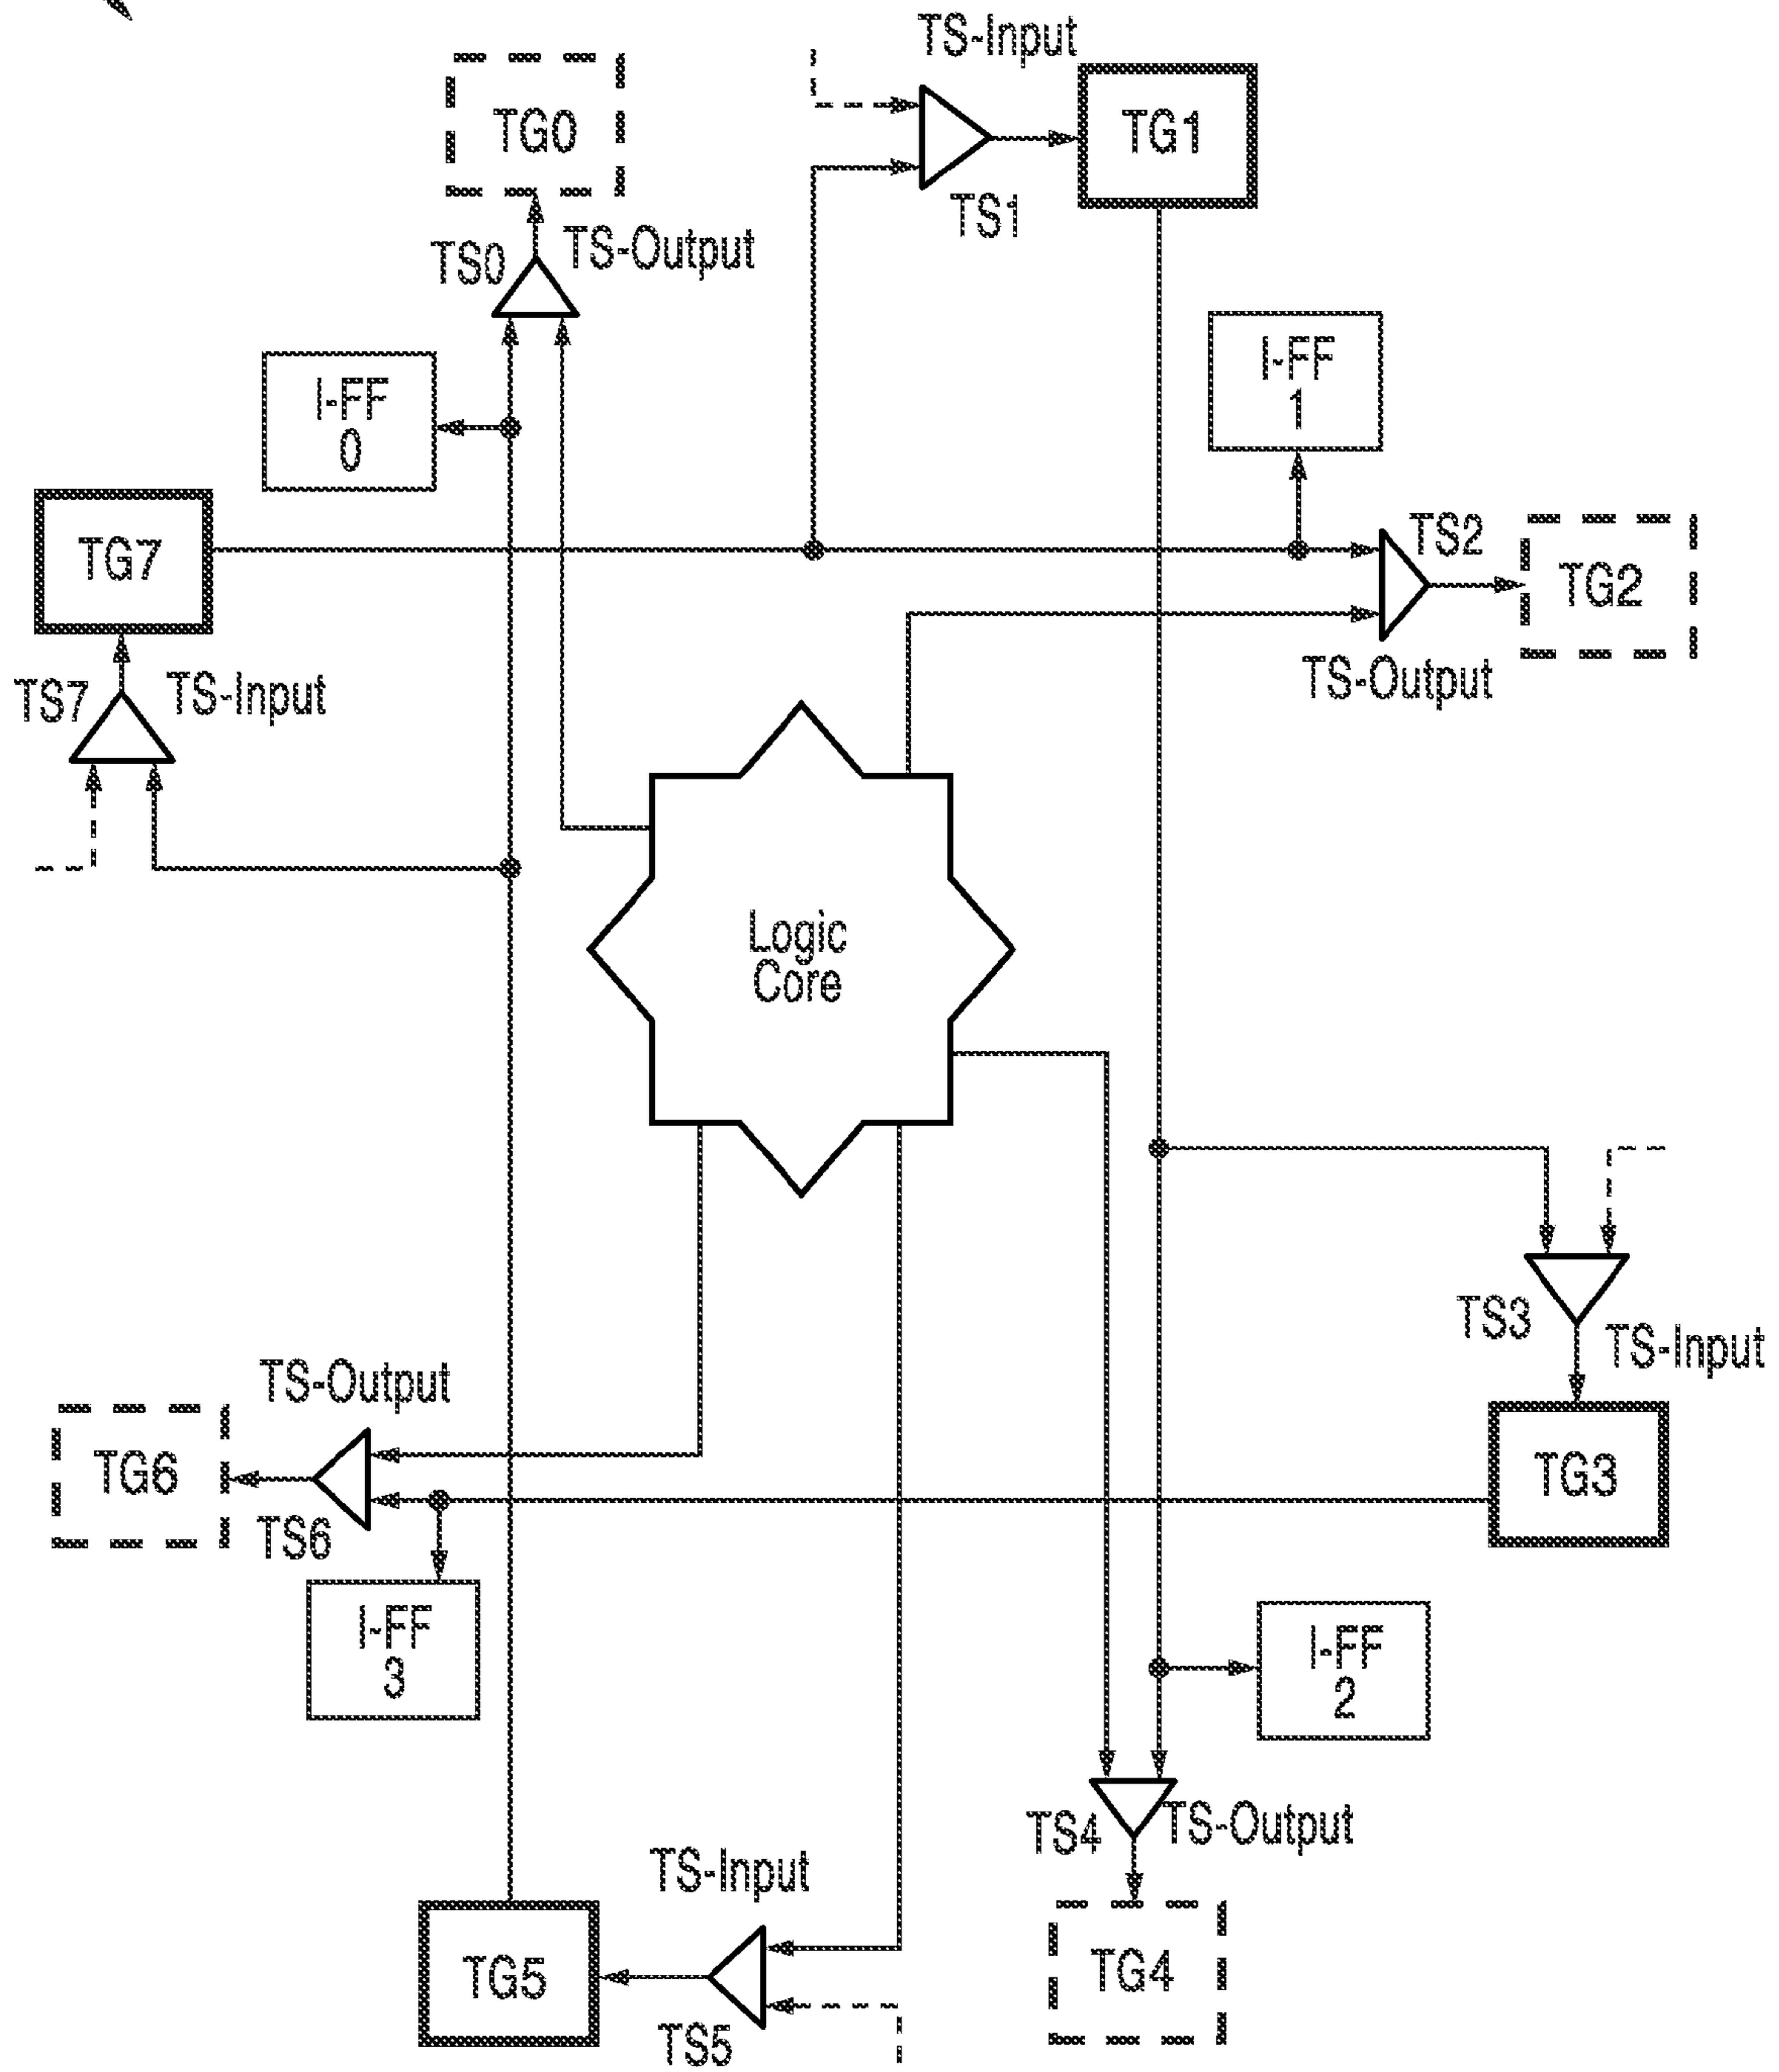 TS-Input
TG0
TG1
TS1
TS0
TS-Output
I-FF
0
I-FF
1
TG7
TS2
TG2
TS-Output
TS7
TS-Input
Logic
Core
TS3
TS-Input
TS-Output
TG6
TG3
TS6
I-FF
3
I-FF
2
TS4
TS-Output
TS-Input
TG5
TG4
TS5